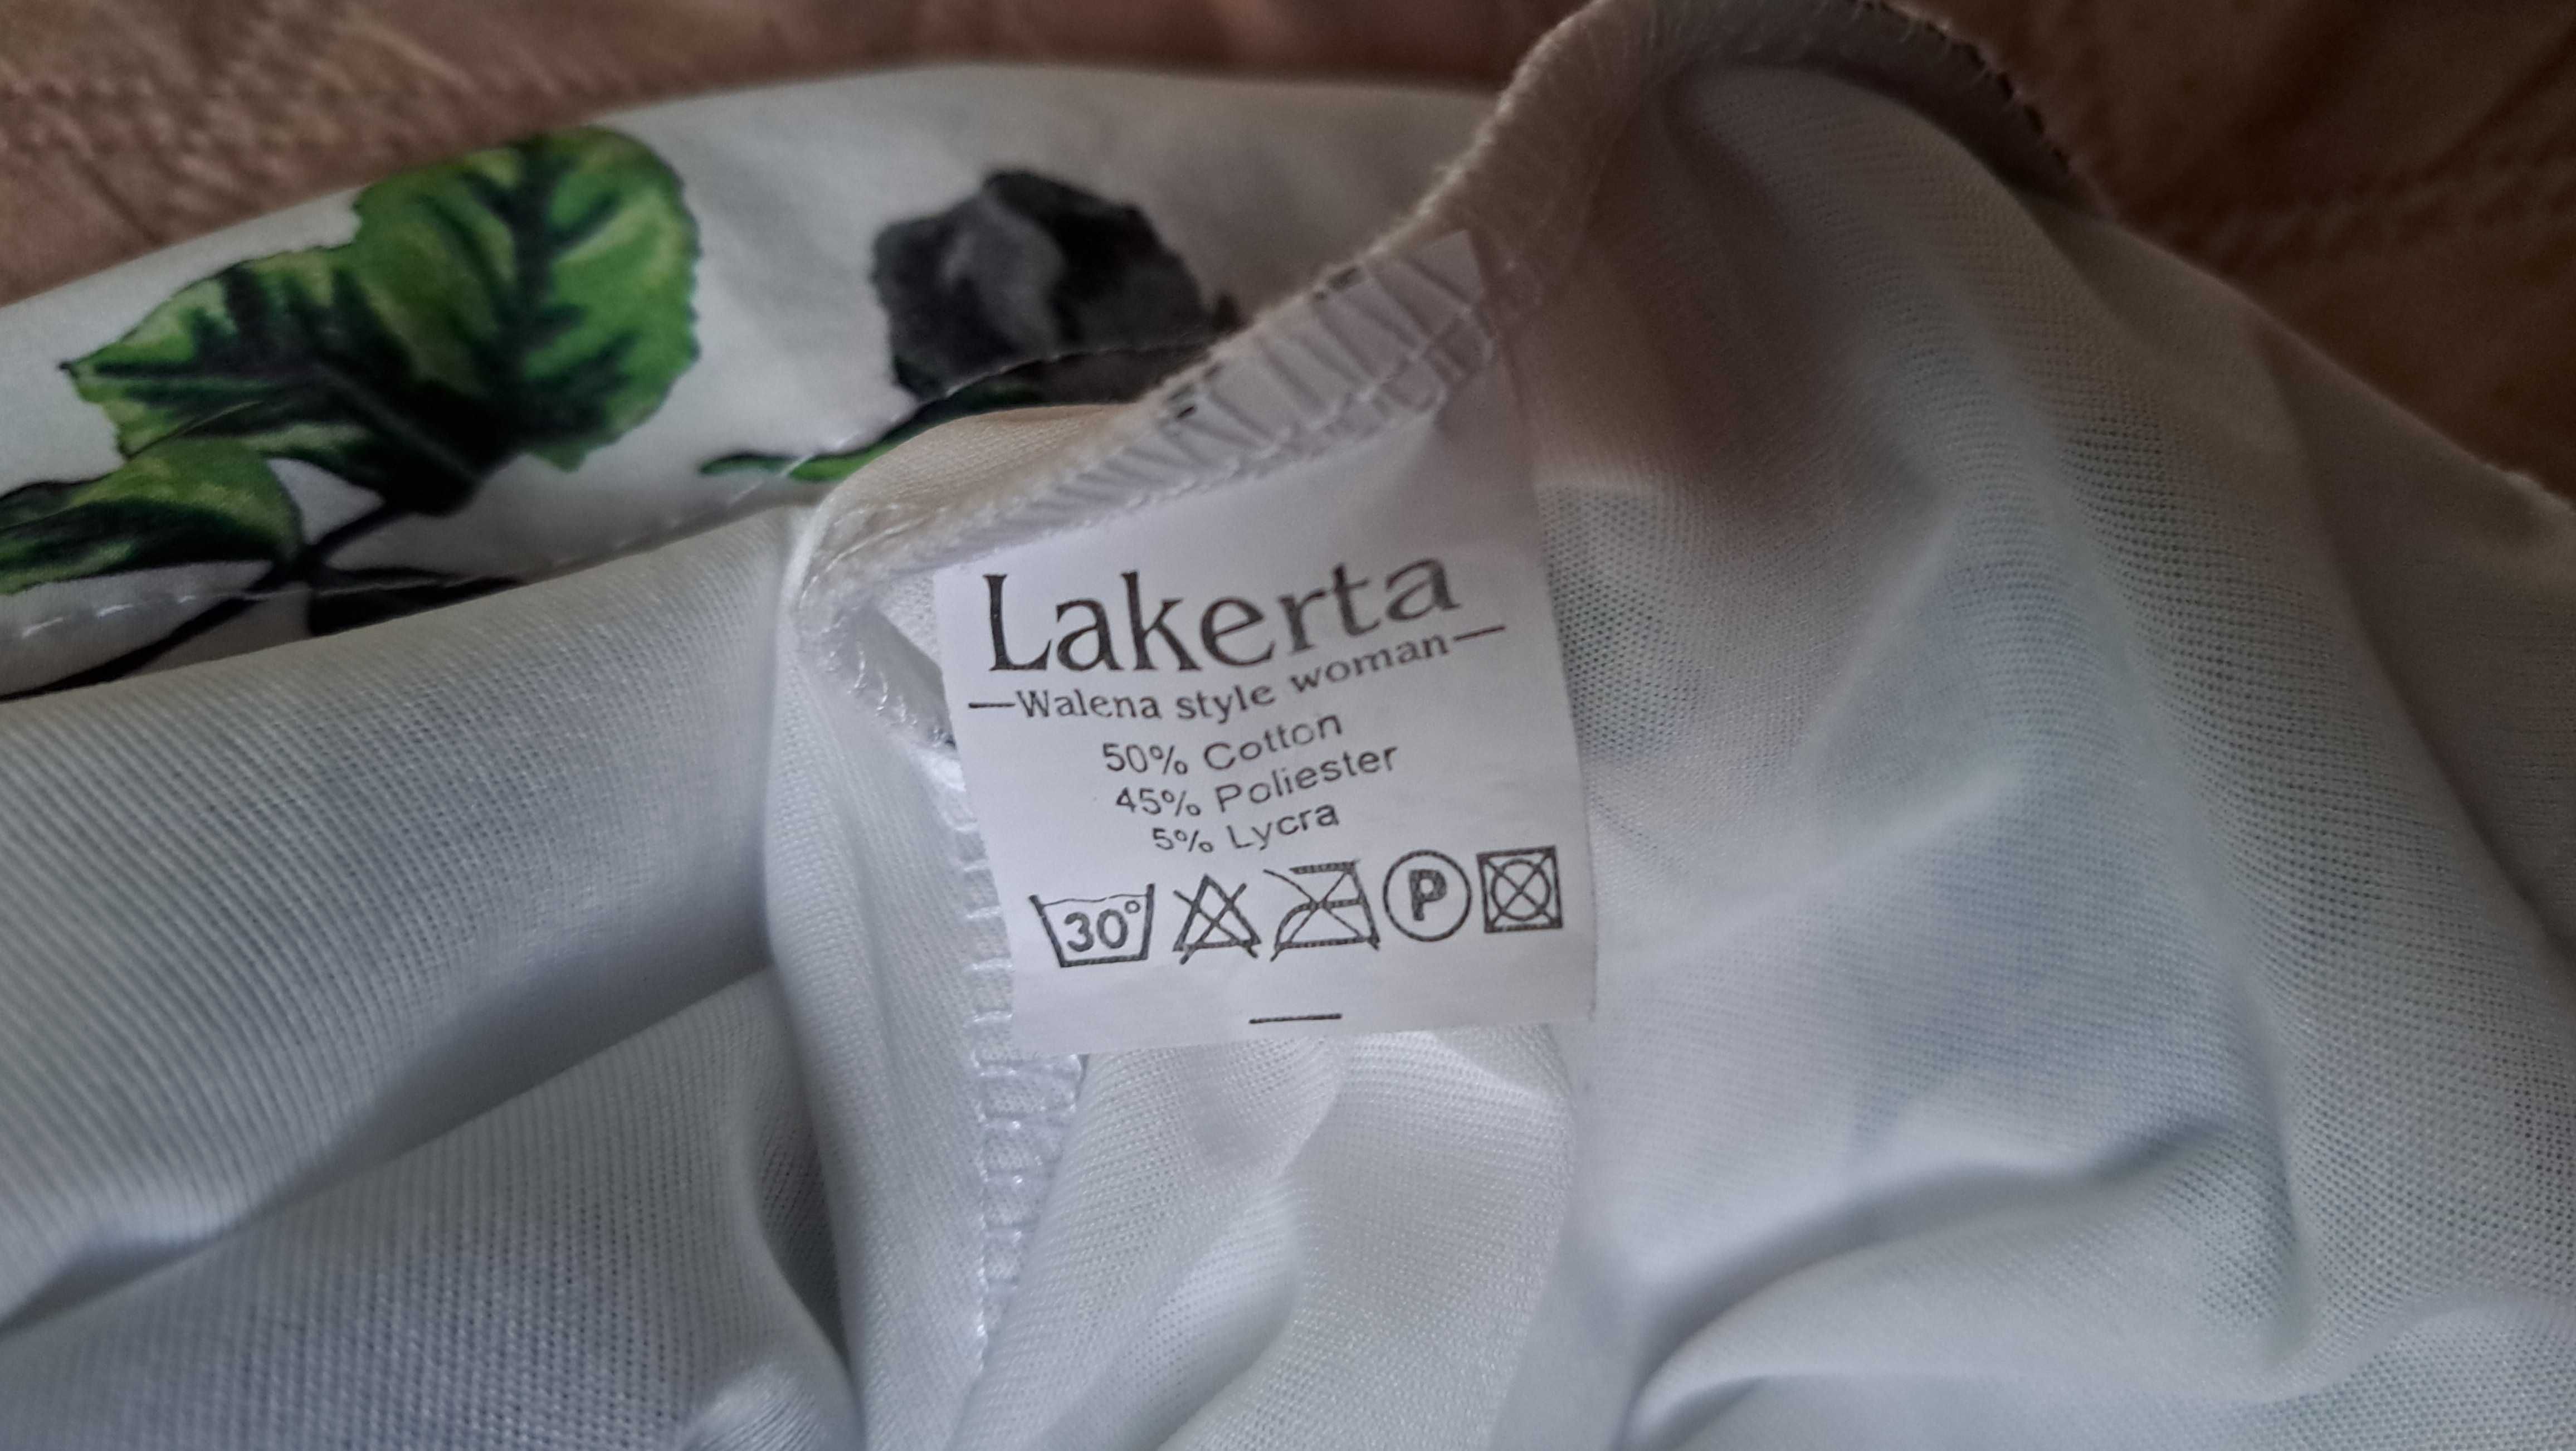 Lakerta
—Walena style woman—
50% Cotton
45% Poliester
5% Lycra
30° P